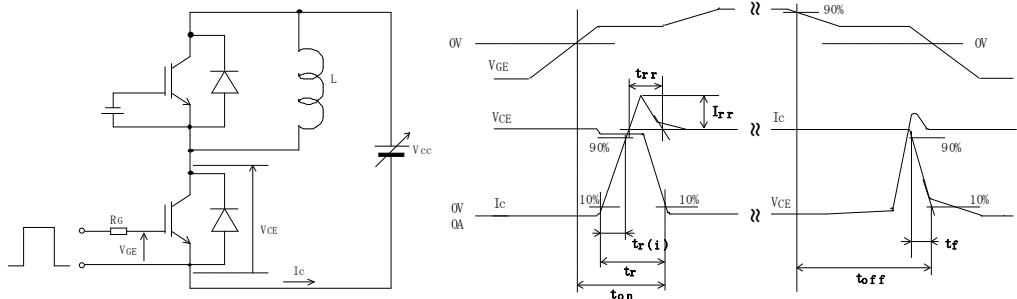 L
Vcc
RG
VGE
VCE
Ic
0V
VGE
trr
Irr
VCE
90%
Ic
10%
10%
0V
0A
tr(i)
tr
ton
90%
0V
Ic
90%
VCE
10%
tf
toff